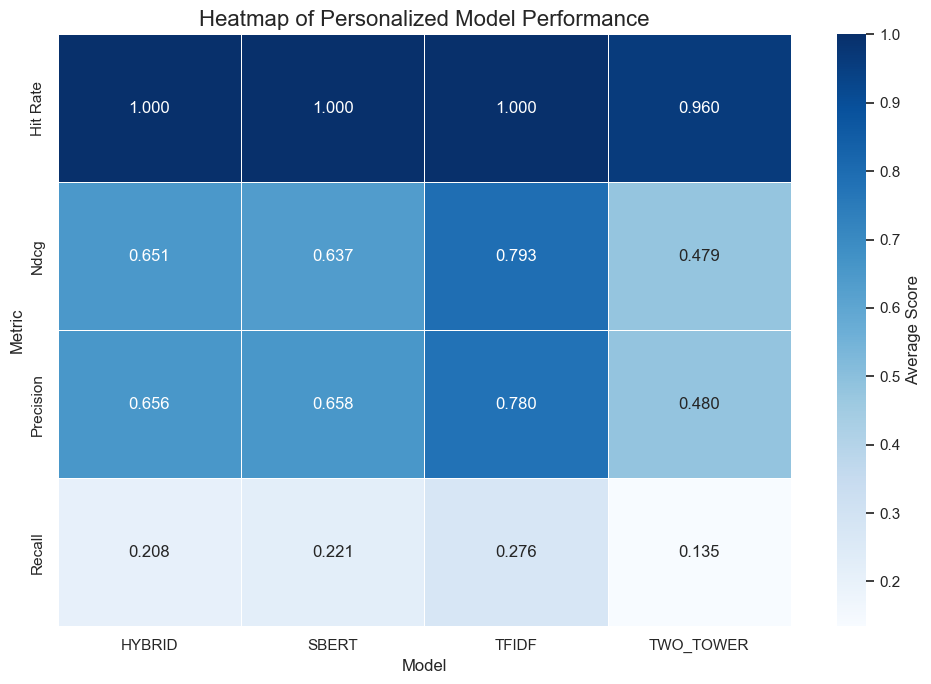 Heatmap of Personalized Model Performance
Metric
Hit Rate
1.000 1.000 1.000 0.960
Ndcg
0.651 0.637 0.793 0.479
Precision
0.656 0.658 0.780 0.480
Recall
0.208 0.221 0.276 0.135
HYBRID SBERT TFIDF TWO_TOWER
Model
1.0
0.9
0.8
0.7
0.6
0.5
0.4
0.3
0.2
Average Score